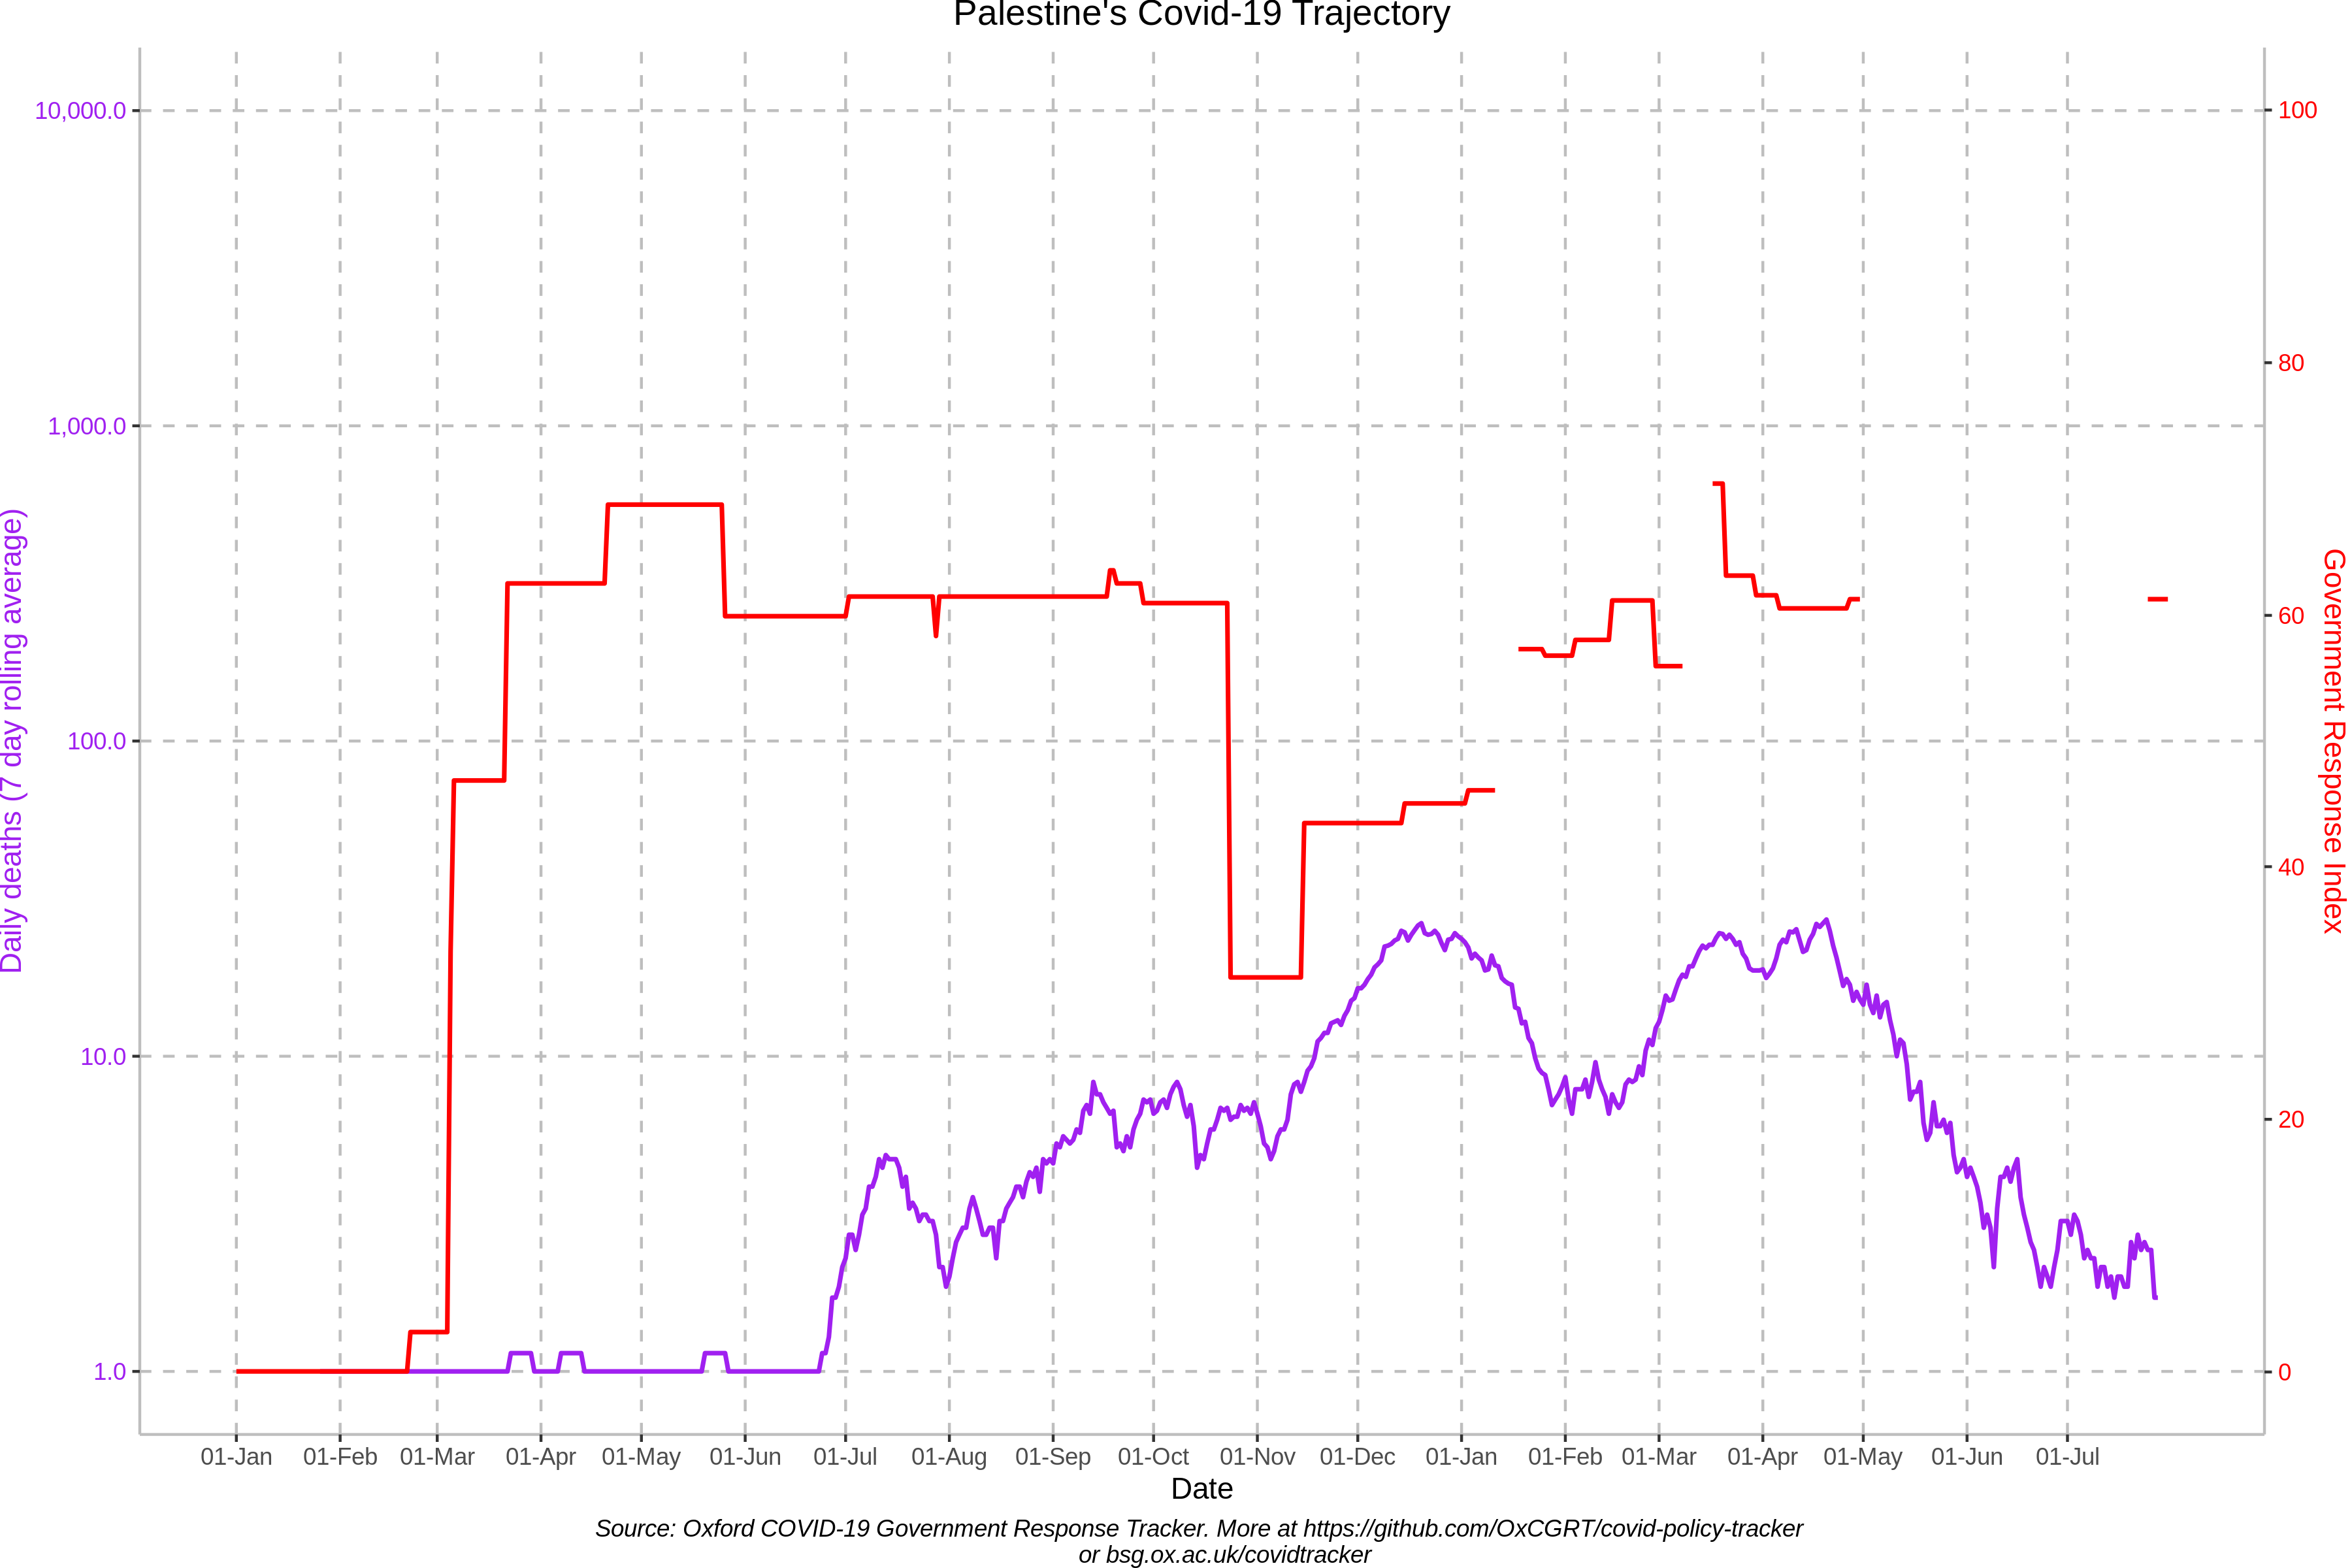 Palestine's Covid-19 Trajectory
10,000.0
1,000.0
100.0
10.0
1.0
Daily deaths (7 day rolling average)
100
80
60
40
20
0
Government Response Index
01-Jan 01-Feb 01-Mar 01-Apr 01-May 01-Jun 01-Jul 01-Aug 01-Sep 01-Oct 01-Nov 01-Dec 01-Jan 01-Feb 01-Mar 01-Apr 01-May 01-Jun 01-Jul
Date
Source: Oxford COVID-19 Government Response Tracker. More at https://github.com/OxCGRT/covid-policy-tracker
or bsg.ox.ac.uk/covidtracker